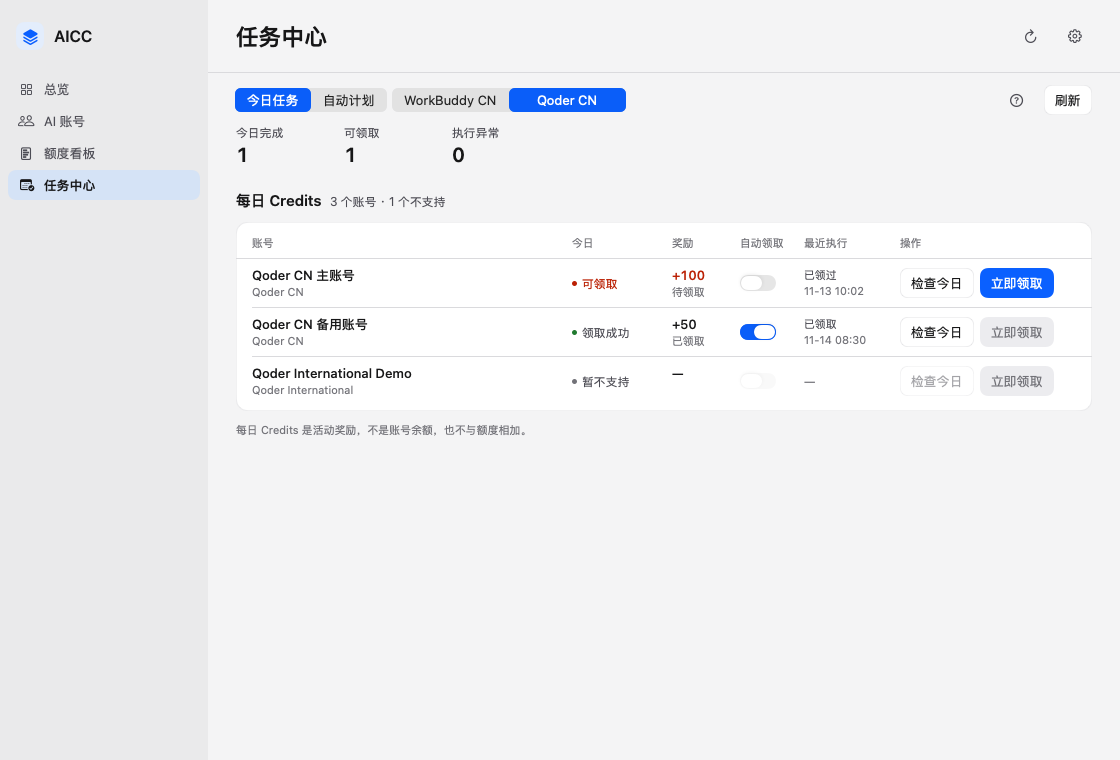 AICC
总览
AI 账号
额度看板
任务中心
任务中心
今日任务 自动计划 WorkBuddy CN Qoder CN
刷新
今日完成 可领取 执行异常
1 1 0
每日 Credits 3 个账号 · 1 个不支持
账号 今日 奖励 自动领取 最近执行 操作
Qoder CN 主账号
Qoder CN
可领取
+100
待领取
已领过
11-13 10:02
检查今日 立即领取
Qoder CN 备用账号
Qoder CN
领取成功
+50
已领取
已领取
11-14 08:30
检查今日 立即领取
Qoder International Demo
Qoder International
暂不支持
—
—
检查今日 立即领取
每日 Credits 是活动奖励，不是账号余额，也不与额度相加。